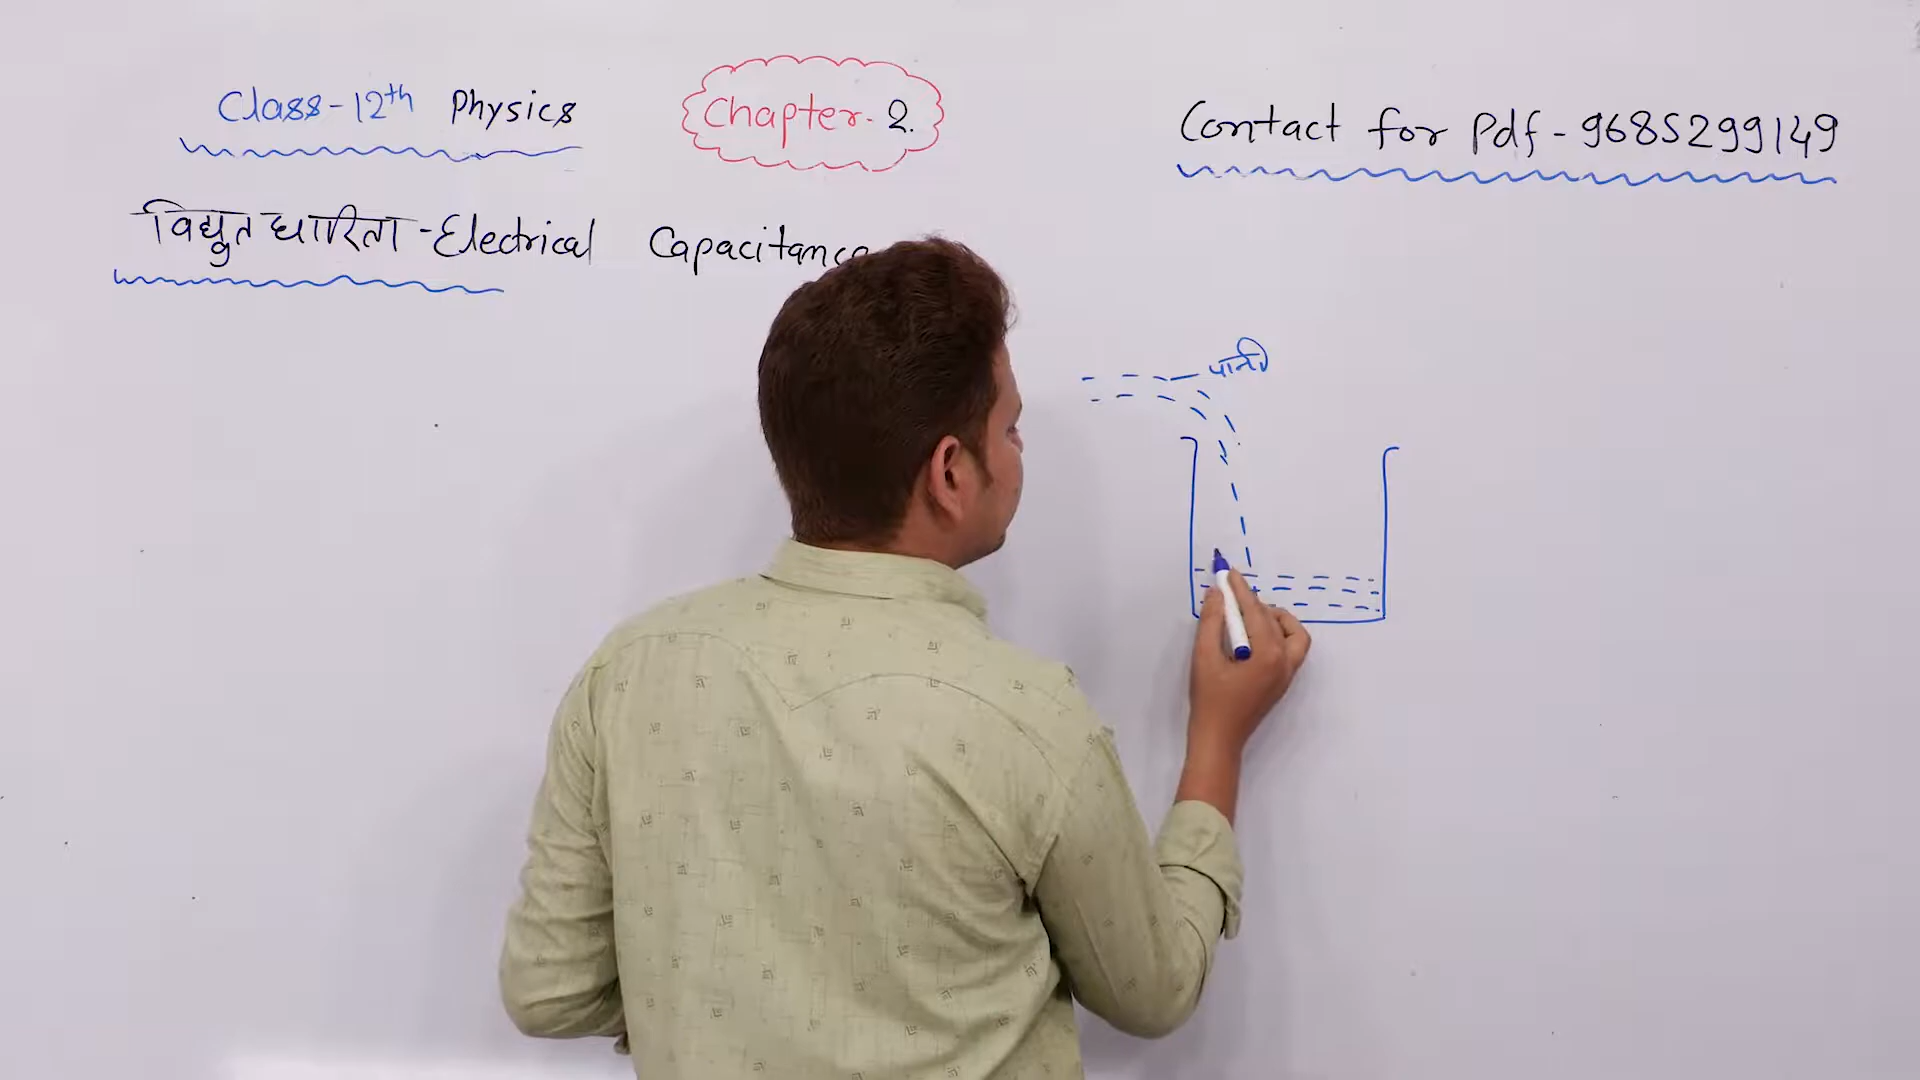 Class-12th Physics
Chapter-2.
Contact for Pdf - 9685299149
विद्युत धारिता - Electrical Capacitance
पानी